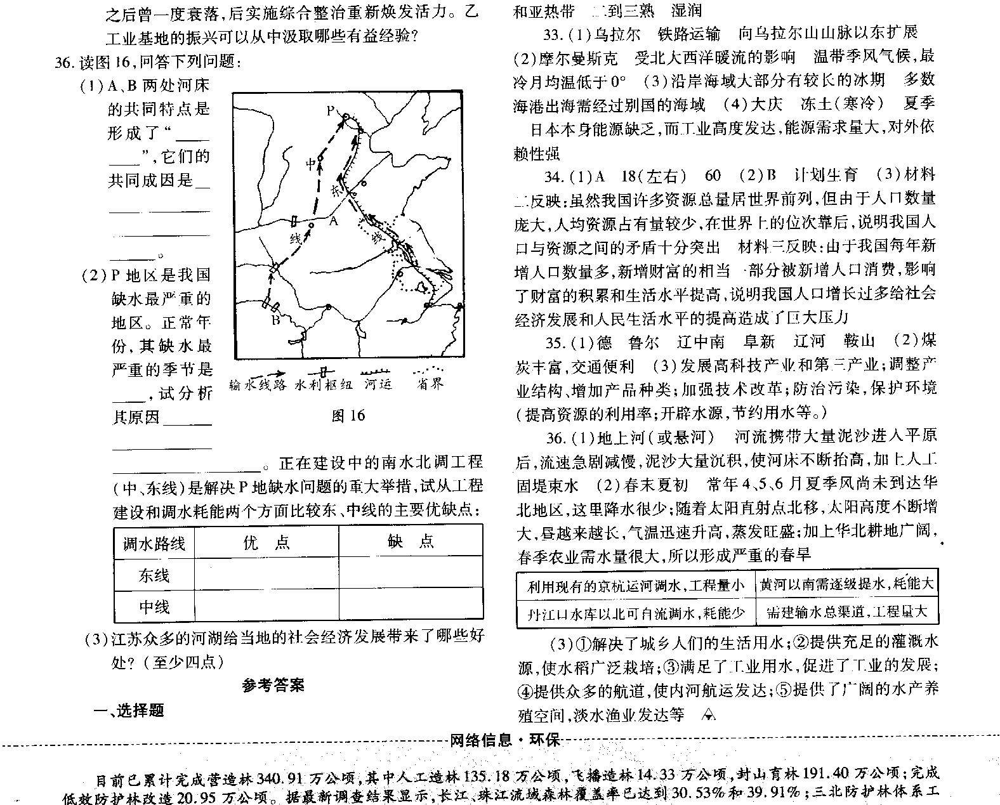 之后曾一度衰落,后实施综合整治重新焕发活力。乙
工业基地的振兴可以从中汲取哪些有益经验?
36.读图16,问答下列问题:
(1)A、B两处河床
的共同特点是
形成了“____
____”,它们的
共同成因是__
____________
____________
______。
(2)P地区是我国
缺水最严重的
地区。正常年
份,其缺水最
严重的季节是
____,试分析
其原因______
____________
__________________。正在建设中的南水北调工程
(中、东线)是解决P地缺水问题的重大举措,试从工程
建设和调水耗能两个方面比较东、中线的主要优缺点:
P
中
东
A
线
线
B
输水线路 水利枢纽 河运 省界
图16
调水路线 优 点 缺 点
东线
中线
(3)江苏众多的河湖给当地的社会经济发展带来了哪些好
处?(至少四点)
参考答案
一、选择题
和亚热带 二到三熟 湿润
33.(1)乌拉尔 铁路运输 向乌拉尔山山脉以东扩展
(2)摩尔曼斯克 受北大西洋暖流的影响 温带季风气候,最
冷月均温低于0° (3)沿岸海域大部分有较长的冰期 多数
海港出海需经过别国的海域 (4)大庆 冻土(寒冷) 夏季
日本本身能源缺乏,而工业高度发达,能源需求量大,对外依
赖性强
34.(1)A 18(左右) 60 (2)B 计划生育 (3)材料
二反映:虽然我国许多资源总量居世界前列,但由于人口数量
庞大,人均资源占有量较少,在世界上的位次靠后,说明我国人
口与资源之间的矛盾十分突出 材料三反映:由于我国每年新
增人口数量多,新增财富的相当一部分被新增人口消费,影响
了财富的积累和生活水平提高,说明我国人口增长过多给社会
经济发展和人民生活水平的提高造成了巨大压力
35.(1)德 鲁尔 辽中南 阜新 辽河 鞍山 (2)煤
炭丰富,交通便利 (3)发展高科技产业和第三产业;调整产
业结构、增加产品种类;加强技术改革;防治污染,保护环境
(提高资源的利用率;开辟水源,节约用水等。)
36.(1)地上河(或悬河) 河流携带大量泥沙进入平原
后,流速急剧减慢,泥沙大量沉积,使河床不断抬高,加上人工
固堤束水 (2)春末夏初 常年4、5、6月夏季风尚未到达华
北地区,这里降水很少;随着太阳直射点北移,太阳高度不断增
大,昼越来越长,气温迅速升高,蒸发旺盛;加上华北耕地广阔,
春季农业需水量很大,所以形成严重的春旱
利用现有的京杭运河调水,工程量小 黄河以南需逐级提水,耗能大
丹江口水库以北可自流调水,耗能少 需建输水总渠道,工程量大
(3)①解决了城乡人们的生活用水;②提供充足的灌溉水
源,使水稻广泛栽培;③满足了工业用水,促进了工业的发展;
④提供众多的航道,使内河航运发达;⑤提供了广阔的水产养
殖空间,淡水渔业发达等
网络信息·环保
目前已累计完成营造林340.91万公顷,其中人工造林135.18万公顷,飞播造林14.33万公顷,封山育林191.40万公顷;完成
低效防护林改造20.95万公顷。据最新调查结果显示,长江、珠江流域森林覆盖率已达到30.53%和39.91%;三北防护林体系工